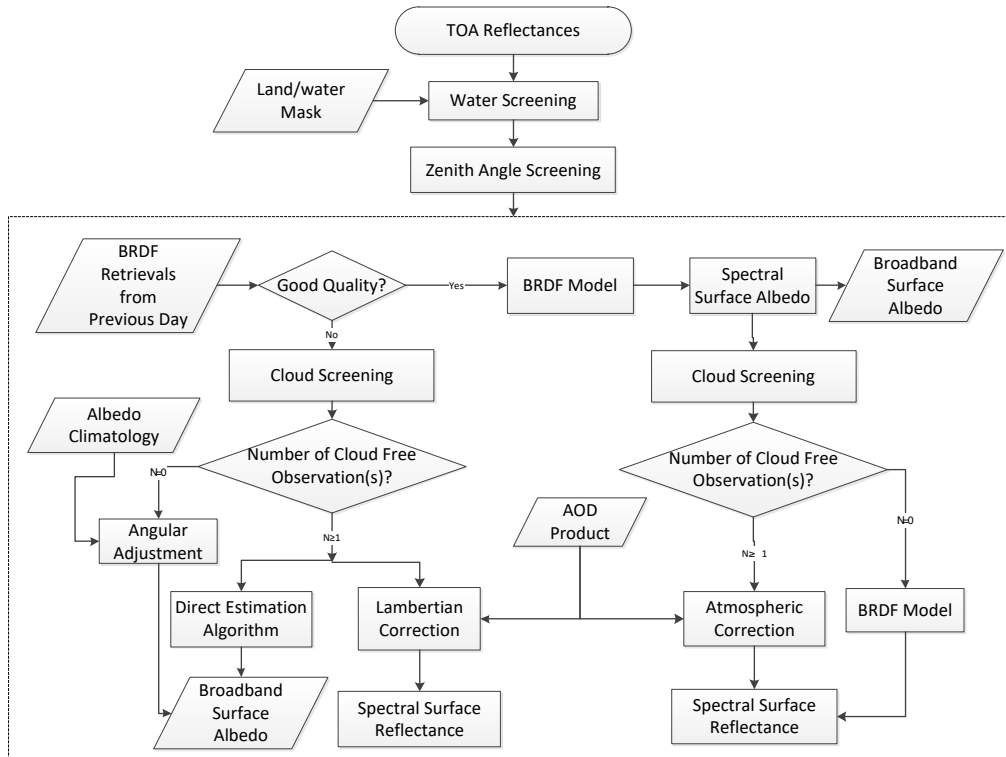 TOA Reflectances
Land/water
Mask
Water Screening
Zenith Angle Screening
BRDF
Retrievals
from
Previous Day
Good Quality?
Yes
BRDF Model
Spectral
Surface Albedo
Broadband
Surface
Albedo
No
Cloud Screening
Cloud Screening
Albedo
Climatology
Number of Cloud Free
Observation(s)?
Number of Cloud Free
Observation(s)?
N=0
N=0
AOD
Product
Angular
Adjustment
N≥1
N≥ 1
Direct Estimation
Algorithm
Lambertian
Correction
Atmospheric
Correction
BRDF Model
Broadband
Surface
Albedo
Spectral Surface
Reflectance
Spectral Surface
Reflectance